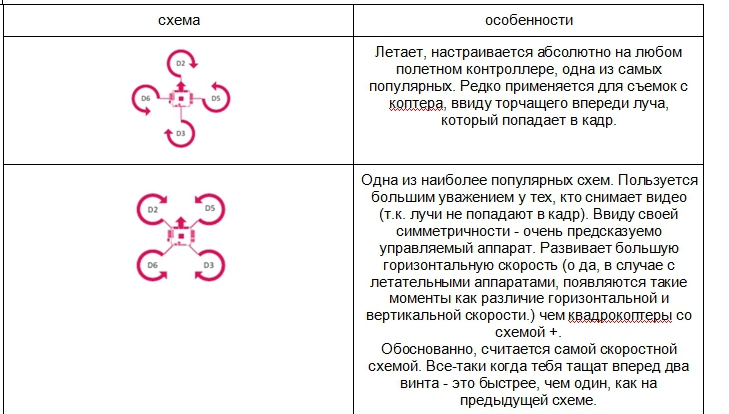 схема
особенности
D2
D6
D5
D3
Летает, настраивается абсолютно на любом
полетном контроллере, одна из самых
популярных. Редко применяется для съемок с
коптера, ввиду торчащего впереди луча,
который попадает в кадр.
D2
D5
D6
D3
Одна из наиболее популярных схем. Пользуется
большим уважением у тех, кто снимает видео
(т.к. лучи не попадают в кадр). Ввиду своей
симметричности - очень предсказуемо
управляемый аппарат. Развивает большую
горизонтальную скорость (о да, в случае с
летательными аппаратами, появляются такие
моменты как различие горизонтальной и
вертикальной скорости.) чем квадрокоптеры со
схемой +.
Обоснованно, считается самой скоростной
схемой. Все-таки когда тебя тащат вперед два
винта - это быстрее, чем один, как на
предыдущей схеме.